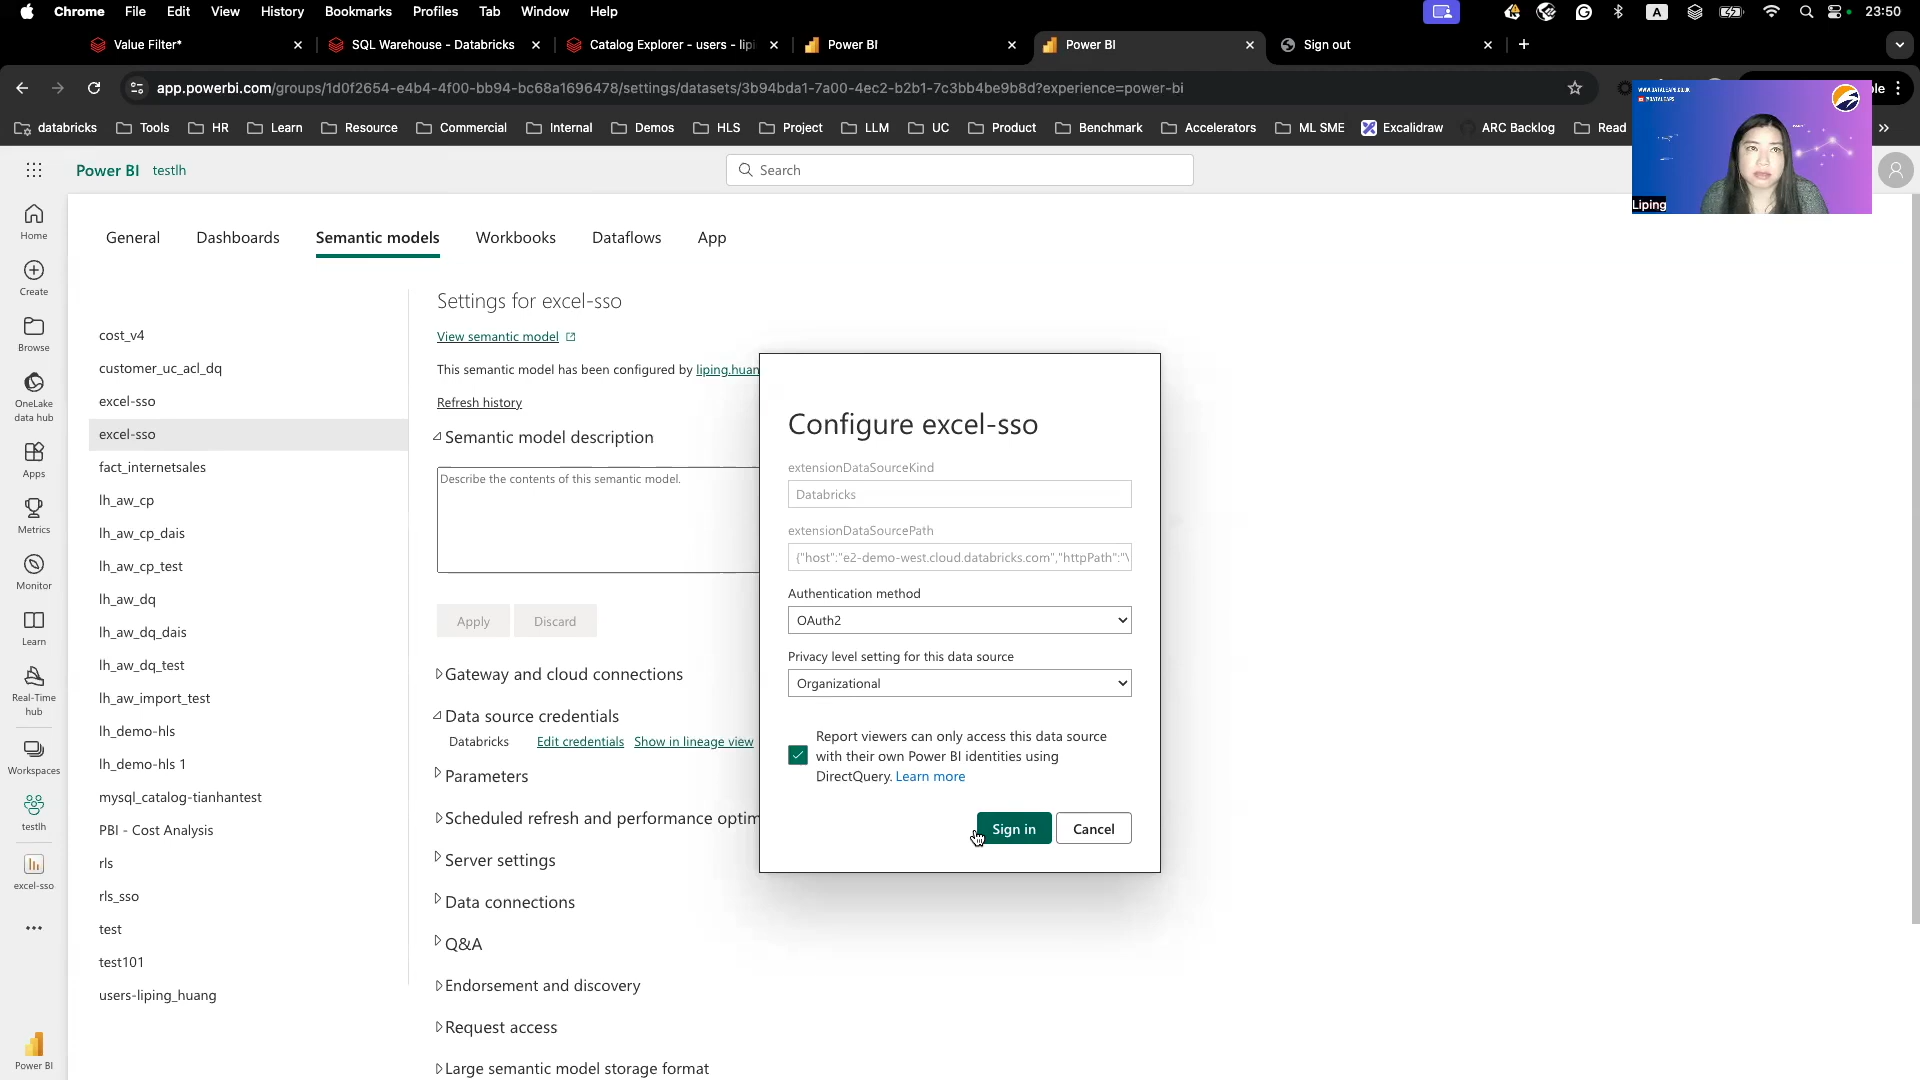 Chrome File Edit View History Bookmarks Profiles Tab Window Help
A
23:50
Value Filter*
SQL Warehouse - Databricks
Catalog Explorer - users - lipi
Power BI
Power BI
Sign out
app.powerbi.com/groups/1d0f2654-e4b4-4f00-bb94-bc68a1696478/settings/datasets/3b94bda1-7a00-4ec2-b2b1-7c3bb4be9b8d?experience=power-bi
databricks Tools HR Learn Resource Commercial Internal Demos HLS Project LLM UC Product Benchmark Accelerators ML SME Excalidraw ARC Backlog Read
WWW.DATALEAPS.CO.UK
@DATALEAPS
Liping
Power BI testlh
Search
General Dashboards Semantic models Workbooks Dataflows App
Home
Create
Browse
OneLake
data hub
Apps
Metrics
Monitor
Learn
Real-Time
hub
Workspaces
testlh
excel-sso
Power BI
cost_v4
customer_uc_acl_dq
excel-sso
excel-sso
fact_internetsales
lh_aw_cp
lh_aw_cp_dais
lh_aw_cp_test
lh_aw_dq
lh_aw_dq_dais
lh_aw_dq_test
lh_aw_import_test
lh_demo-hls
lh_demo-hls 1
mysql_catalog-tianhantest
PBI - Cost Analysis
rls
rls_sso
test
test101
users-liping_huang
Settings for excel-sso
View semantic model
This semantic model has been configured by liping.huan
Refresh history
Semantic model description
Describe the contents of this semantic model.
Apply Discard
Gateway and cloud connections
Data source credentials
Databricks Edit credentials Show in lineage view
Parameters
Scheduled refresh and performance optim
Server settings
Data connections
Q&A
Endorsement and discovery
Request access
Large semantic model storage format
Configure excel-sso
extensionDataSourceKind
Databricks
extensionDataSourcePath
{"host":"e2-demo-west.cloud.databricks.com","httpPath":"\
Authentication method
OAuth2
Privacy level setting for this data source
Organizational
Report viewers can only access this data source
with their own Power BI identities using
DirectQuery. Learn more
Sign in Cancel